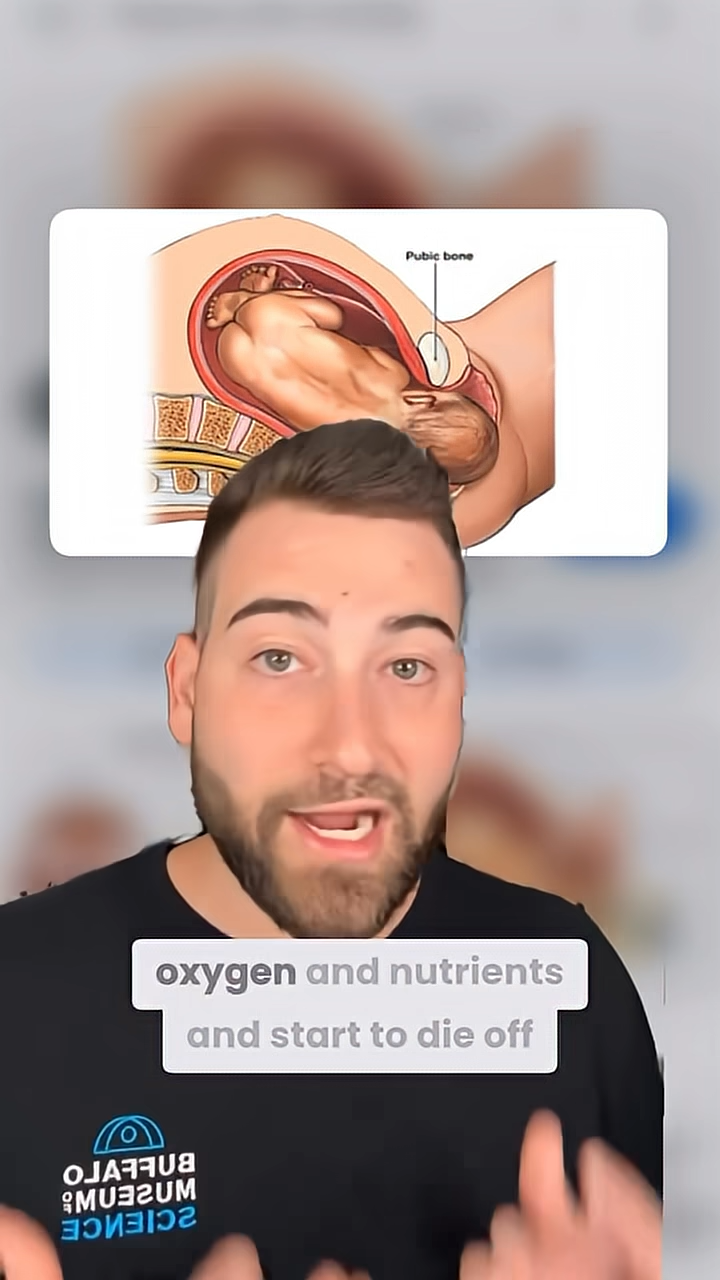 Pubic bone
oxygen and nutrients
and start to die off
BUFFALO
MUSEUM OF
SCIENCE